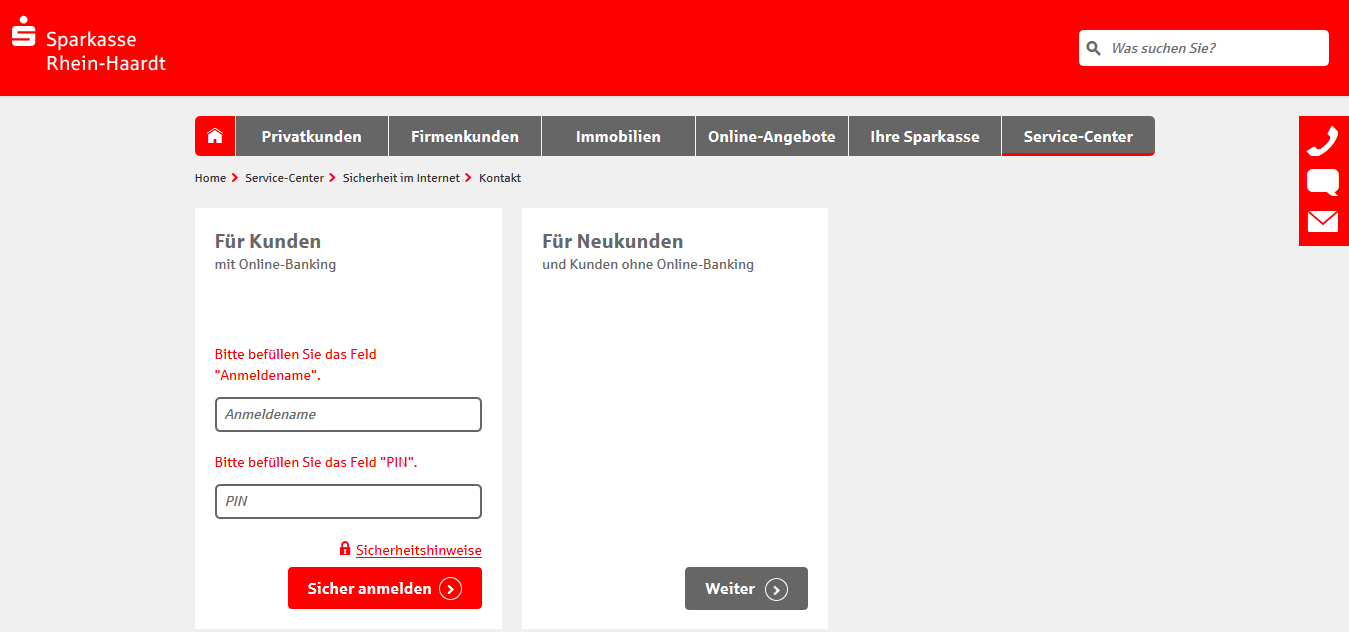 Sparkasse
Rhein-Haardt
Was suchen Sie?
Privatkunden
Firmenkunden
Immobilien
Online-Angebote
Ihre Sparkasse
Service-Center
Home Service-Center Sicherheit im Internet Kontakt
Für Kunden
mit Online-Banking
Bitte befüllen Sie das Feld
"Anmeldename".
Anmeldename
Bitte befüllen Sie das Feld "PIN".
PIN
Sicherheitshinweise
Sicher anmelden
Für Neukunden
und Kunden ohne Online-Banking
Weiter